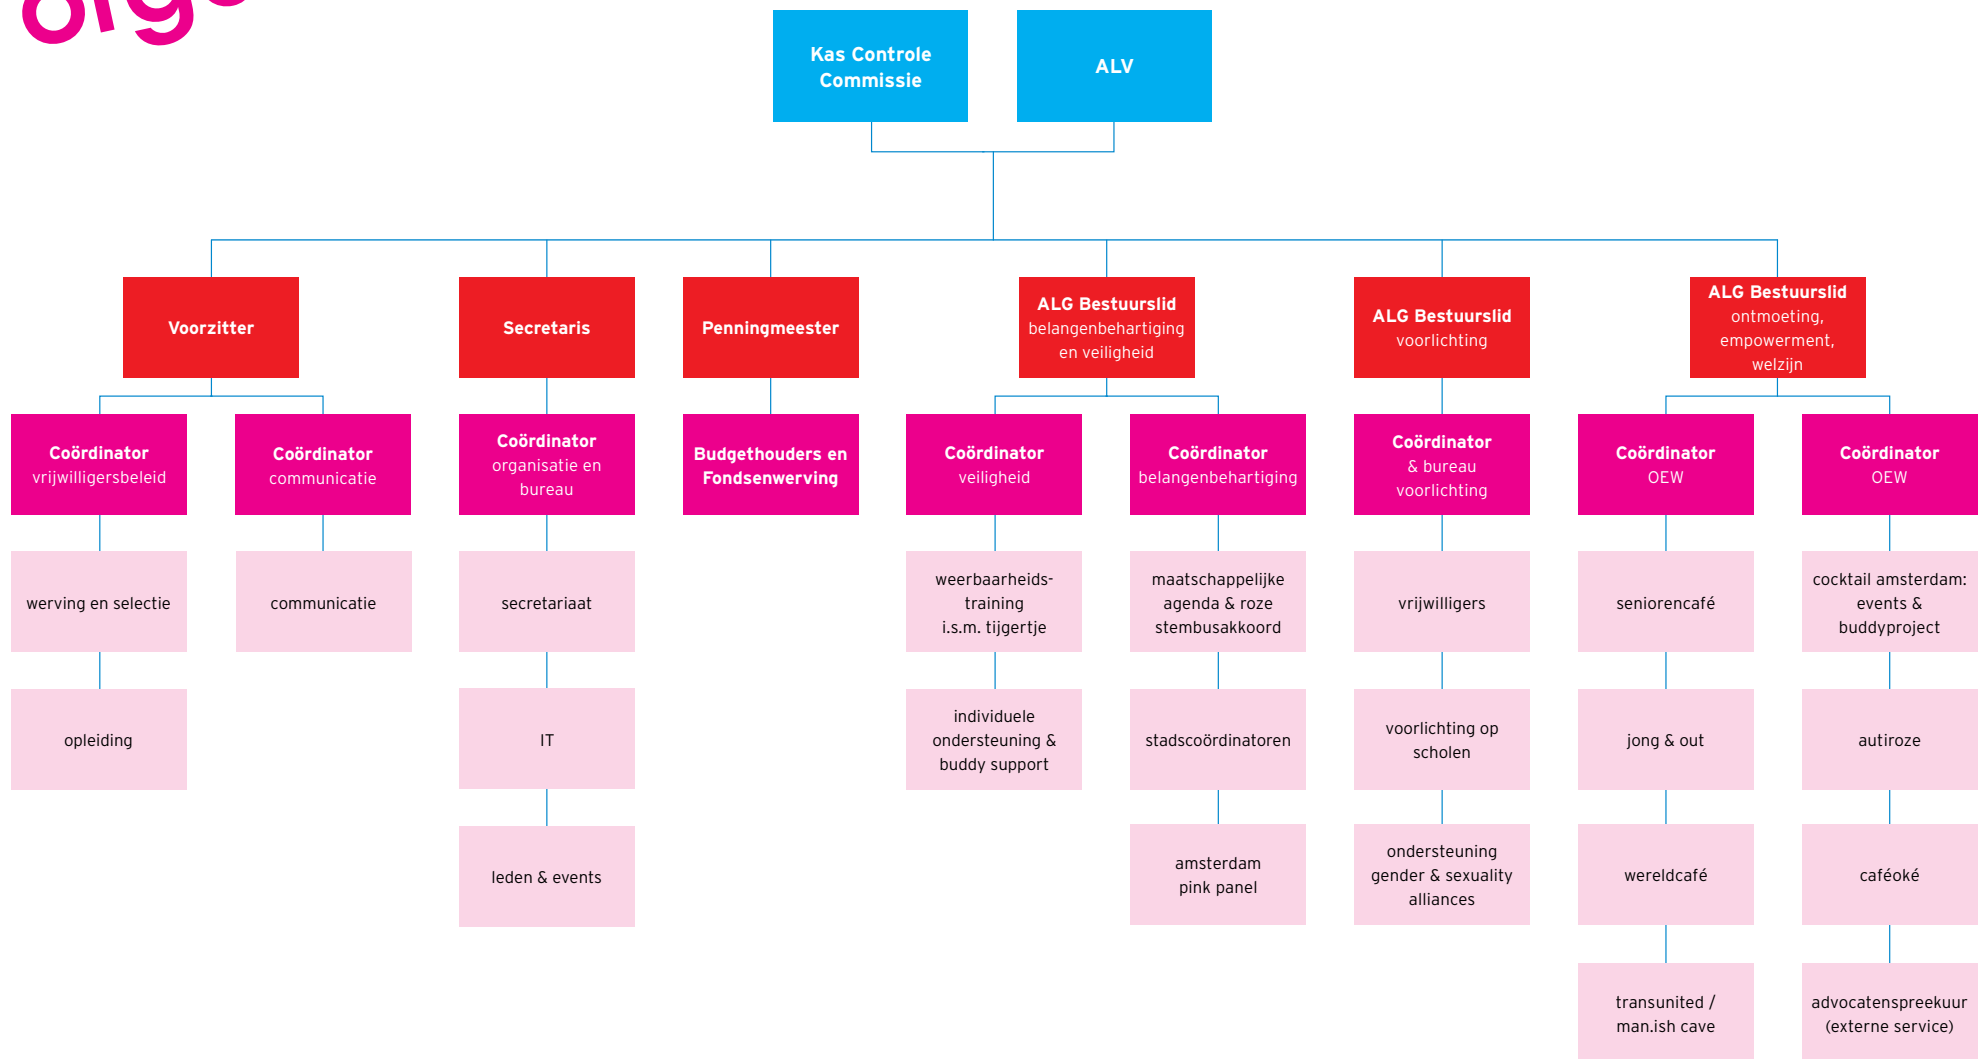 Kas Controle
Commissie
ALV
Voorzitter
Secretaris
Penningmeester
ALG Bestuurslid
belangenbehartiging
en veiligheid
ALG Bestuurslid
voorlichting
ALG Bestuurslid
ontmoeting,
empowerment,
welzijn
Coördinator
vrijwilligersbeleid
Coördinator
communicatie
Coördinator
organisatie en
bureau
Budgethouders en
Fondsenwerving
Coördinator
veiligheid
Coördinator
belangenbehartiging
Coördinator
& bureau
voorlichting
Coördinator
OEW
Coördinator
OEW
werving en selectie
communicatie
secretariaat
weerbaarheids-
training
i.s.m. tijgertje
maatschappelijke
agenda & roze
stembusakkoord
vrijwilligers
seniorencafé
cocktail amsterdam:
events &
buddyproject
opleiding
IT
individuele
ondersteuning &
buddy support
stadscoördinatoren
voorlichting op
scholen
jong & out
autiroze
leden & events
amsterdam
pink panel
ondersteuning
gender & sexuality
alliances
wereldcafé
caféoké
transunited /
man.ish cave
advocatenspreekuur
(externe service)